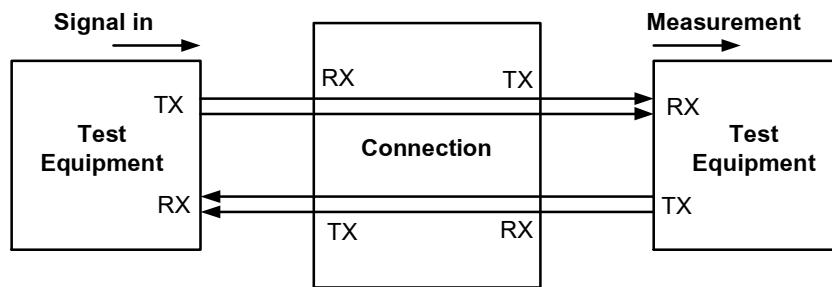 Signal in
Measurement
RX
TX
TX
RX
Test
Equipment
Connection
Test
Equipment
RX
TX
TX
RX